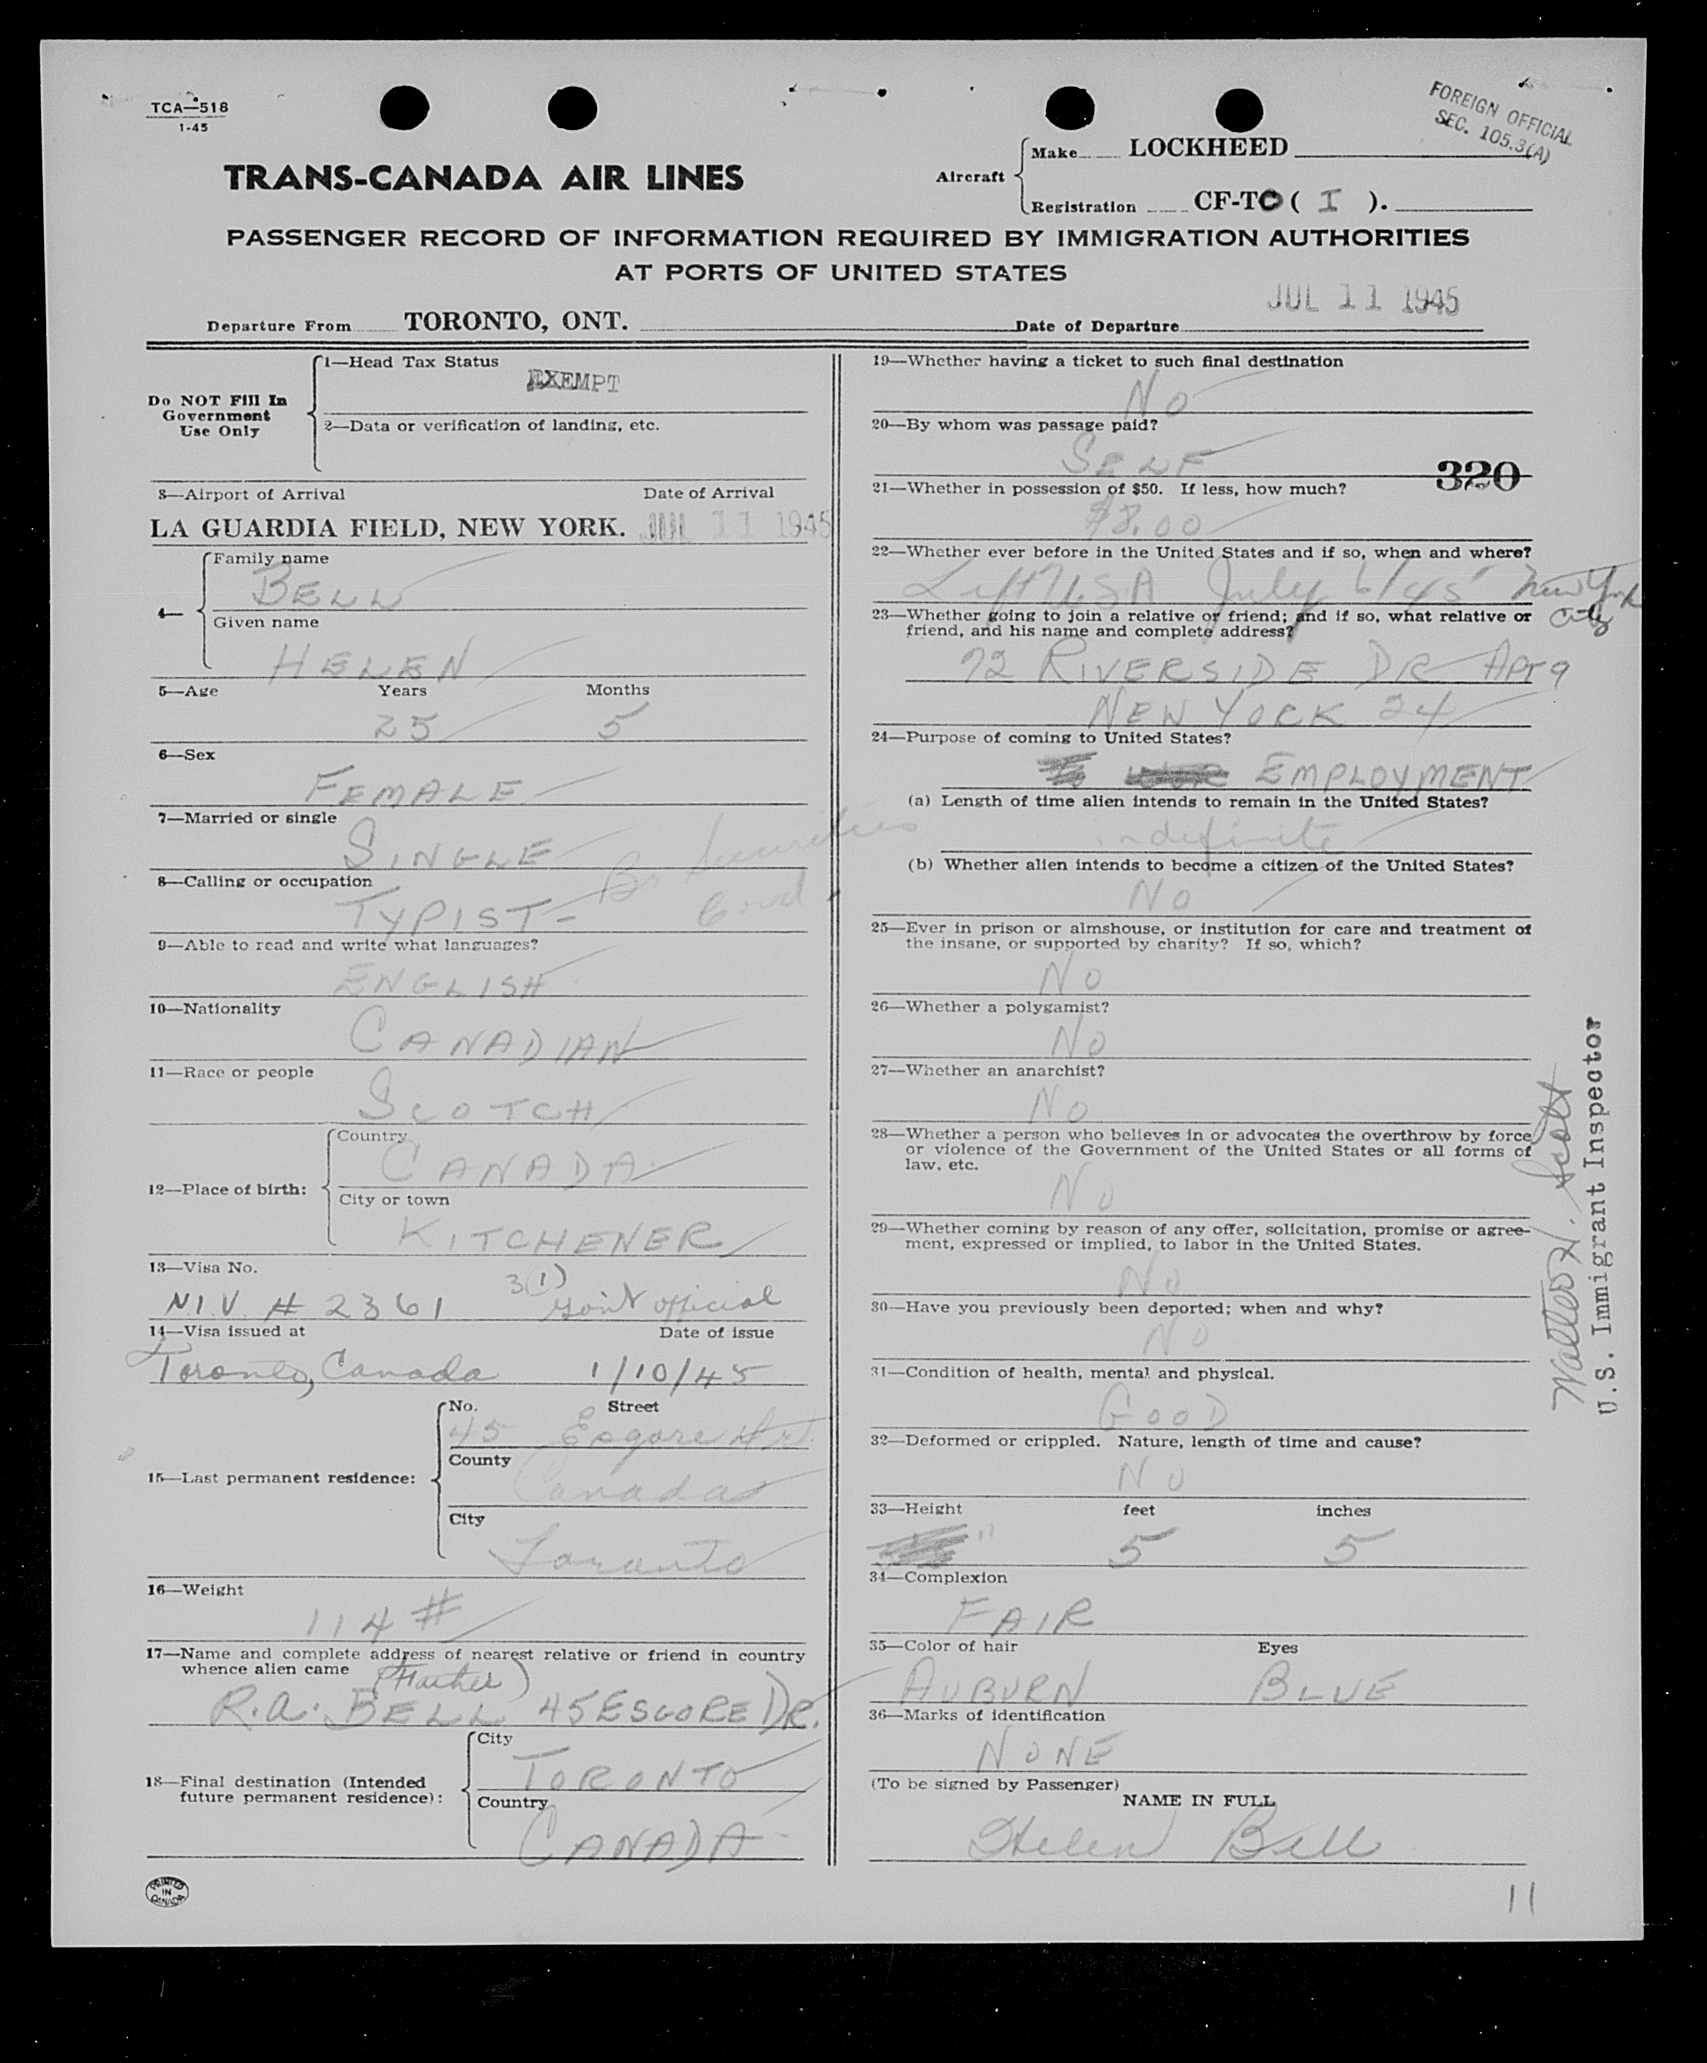 TCA—518
1-45
FOREIGN OFFICIAL
SEC. 105.3(A)
TRANS-CANADA AIR LINES
Aircraft
Make LOCKHEED
Registration CF-TC ( I ).
PASSENGER RECORD OF INFORMATION REQUIRED BY IMMIGRATION AUTHORITIES
AT PORTS OF UNITED STATES
Departure From TORONTO, ONT. Date of Departure JUL 11 1945
Do NOT Fill In
Government
Use Only
1—Head Tax Status
EXEMPT
2—Data or verification of landing, etc.
3—Airport of Arrival Date of Arrival
LA GUARDIA FIELD, NEW YORK. JUL 11 1945
4—
Family name
BELL
Given name
HELEN
5—Age Years Months
25 5
6—Sex
FEMALE
7—Married or single
SINGLE
8—Calling or occupation
TYPIST - Br Securities
9—Able to read and write what languages?
ENGLISH
10—Nationality
CANADIAN
11—Race or people
SCOTCH
12—Place of birth:
Country
CANADA
City or town
KITCHENER
13—Visa No.
N.I.V. # 2361 3(1) Gov't official
14—Visa issued at Date of issue
Toronto, Canada 1/10/45
15—Last permanent residence:
No. Street
45 Esgore Dr.
County
Canada
City
Toronto
16—Weight
114 #
17—Name and complete address of nearest relative or friend in country
whence alien came (Father)
R.A. BELL 45 ESGORE DR.
18—Final destination (Intended
future permanent residence):
City
TORONTO
Country
CANADA
PRINTED
IN
CANADA
19—Whether having a ticket to such final destination
NO
20—By whom was passage paid?
SELF
320
21—Whether in possession of $50. If less, how much?
$8.00
22—Whether ever before in the United States and if so, when and where?
Left USA July 6/45 New York
City
23—Whether going to join a relative or friend; and if so, what relative or
friend, and his name and complete address?
72 RIVERSIDE DR APT 9
NEW YORK 24
24—Purpose of coming to United States?
EMPLOYMENT
(a) Length of time alien intends to remain in the United States?
indefinite
(b) Whether alien intends to become a citizen of the United States?
NO
25—Ever in prison or almshouse, or institution for care and treatment of
the insane, or supported by charity? If so, which?
NO
26—Whether a polygamist?
NO
27—Whether an anarchist?
NO
28—Whether a person who believes in or advocates the overthrow by force
or violence of the Government of the United States or all forms of
law, etc.
NO
29—Whether coming by reason of any offer, solicitation, promise or agree-
ment, expressed or implied, to labor in the United States.
NO
30—Have you previously been deported; when and why?
NO
31—Condition of health, mental and physical.
GOOD
32—Deformed or crippled. Nature, length of time and cause?
NO
33—Height feet inches
5 5
34—Complexion
FAIR
35—Color of hair Eyes
AUBURN BLUE
36—Marks of identification
NONE
(To be signed by Passenger)
NAME IN FULL
Helen Bell
11
Walter H. Scott
U.S. Immigrant Inspector